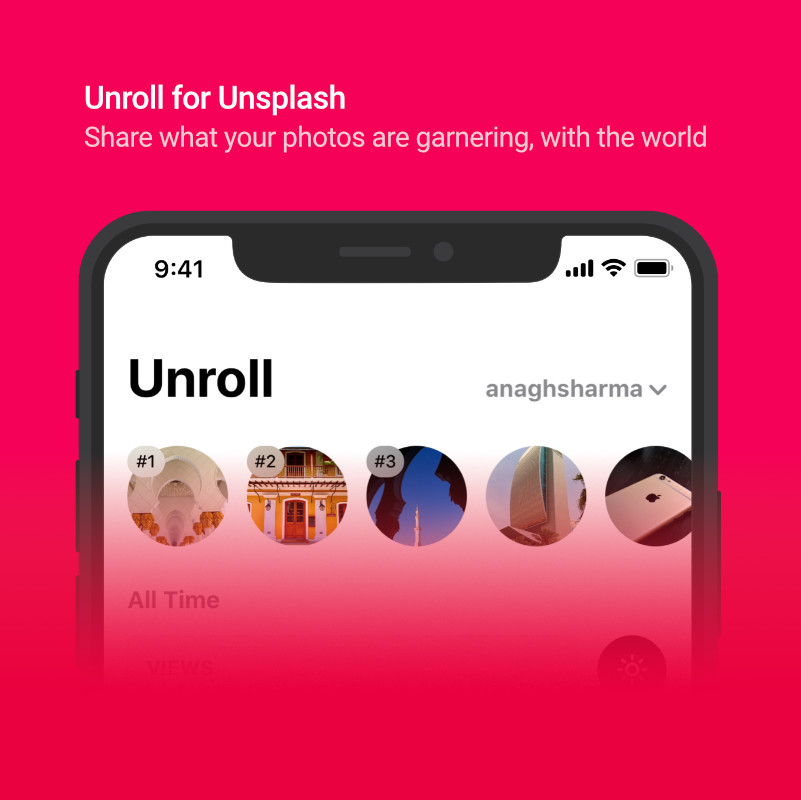 Unroll for Unsplash
Share what your photos are garnering, with the world
9:41
Unroll
anaghsharma
#1 #2 #3
All Time
VIEWS